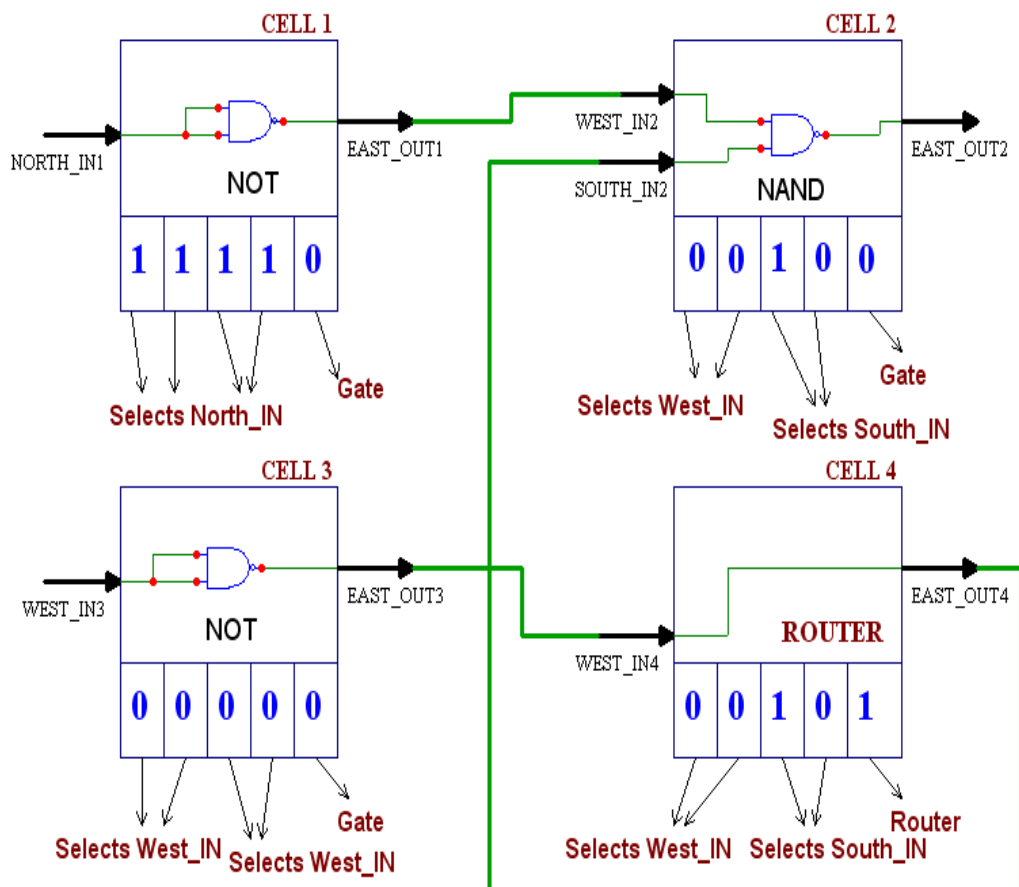 CELL 1
NORTH_IN1
EAST_OUT1
NOT
1 1 1 1 0
Selects North_IN
Gate
CELL 2
WEST_IN2
SOUTH_IN2
EAST_OUT2
NAND
0 0 1 0 0
Selects West_IN
Selects South_IN
Gate
CELL 3
WEST_IN3
EAST_OUT3
NOT
0 0 0 0 0
Selects West_IN
Selects West_IN
Gate
CELL 4
WEST_IN4
EAST_OUT4
ROUTER
0 0 1 0 1
Selects West_IN
Selects South_IN
Router